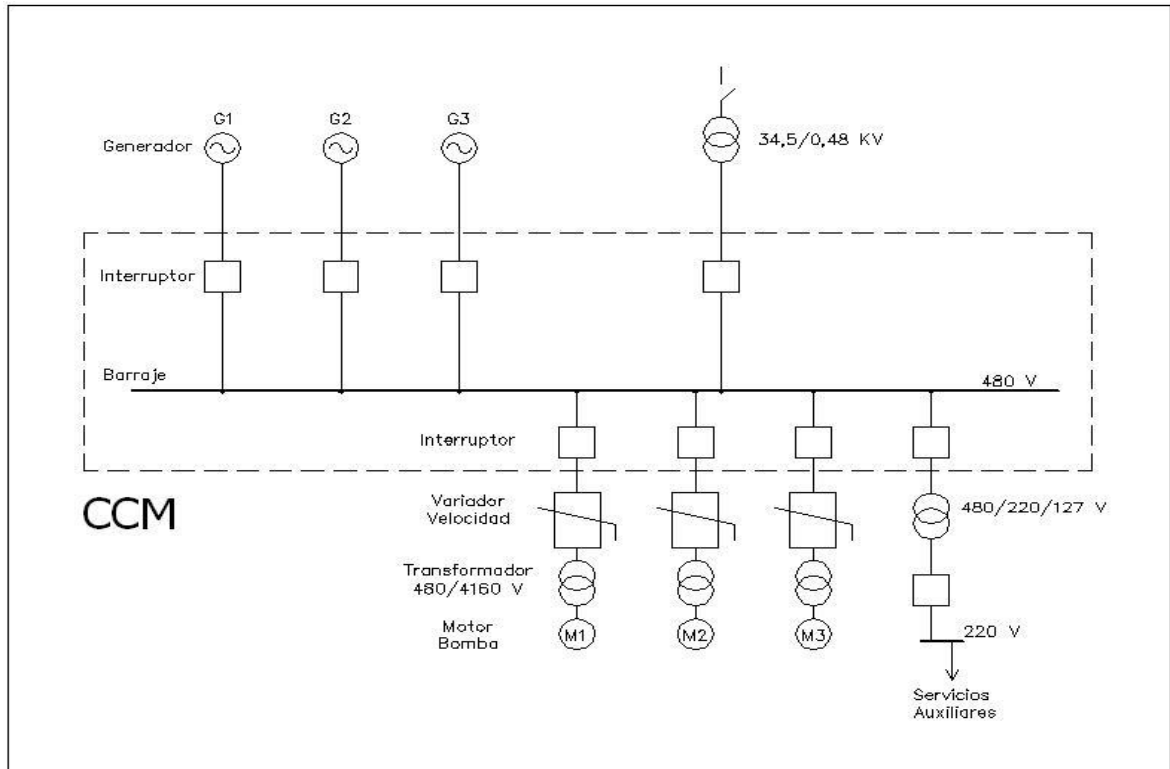 G1
G2
G3
Generador
34,5/0,48 KV
Interruptor
Barraje
480 V
Interruptor
CCM
Variador
Velocidad
480/220/127 V
Transformador
480/4160 V
Motor
Bomba
M1
M2
M3
220 V
Servicios
Auxiliares